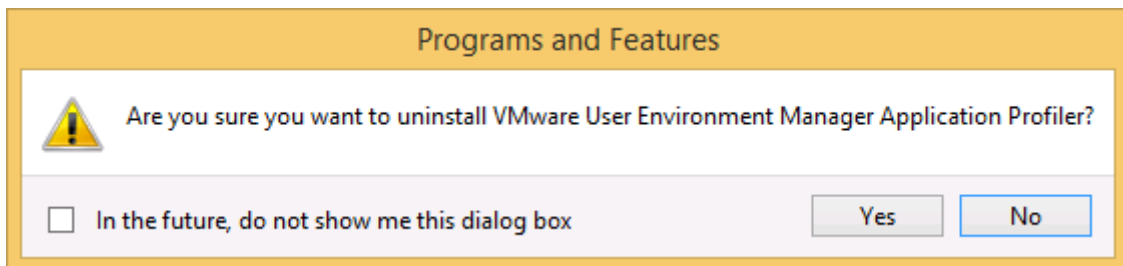 Programs and Features
Are you sure you want to uninstall VMware User Environment Manager Application Profiler?
In the future, do not show me this dialog box
Yes
No